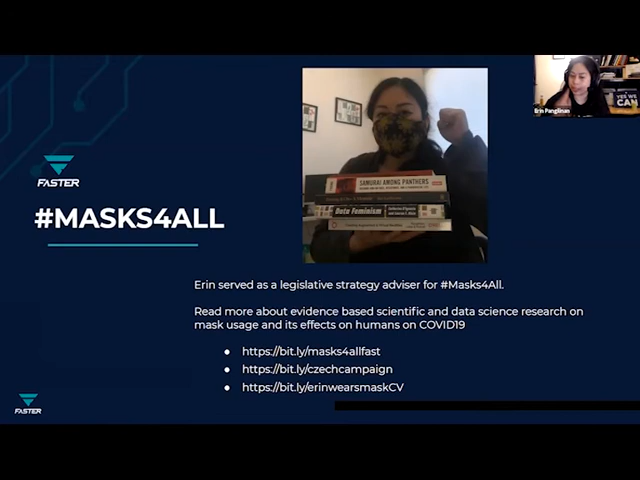 YES WE
CAN
Erin Pangilinan
SAMURAI AMONG PANTHERS
Data Feminism
FASTER
#MASKS4ALL
Erin served as a legislative strategy adviser for #Masks4All.
Read more about evidence based scientific and data science research on
mask usage and its effects on humans on COVID19
● https://bit.ly/masks4allfast
● https://bit.ly/czechcampaign
● https://bit.ly/erinwearsmaskCV
FASTER